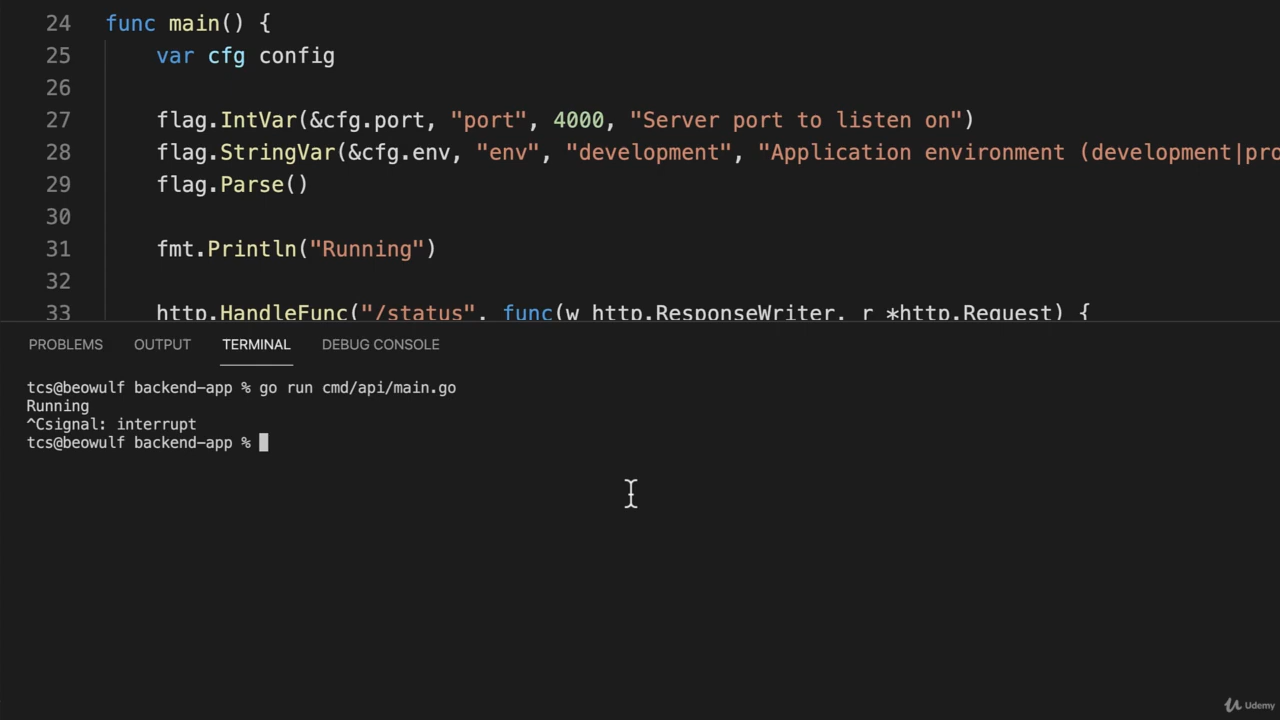 24 func main() {
25 var cfg config
26
27 flag.IntVar(&cfg.port, "port", 4000, "Server port to listen on")
28 flag.StringVar(&cfg.env, "env", "development", "Application environment (development|pro
29 flag.Parse()
30
31 fmt.Println("Running")
32
33 http.HandleFunc("/status", func(w http.ResponseWriter, r *http.Request) {
PROBLEMS OUTPUT TERMINAL DEBUG CONSOLE
tcs@beowulf backend-app % go run cmd/api/main.go
Running
^Csignal: interrupt
tcs@beowulf backend-app %
Udemy